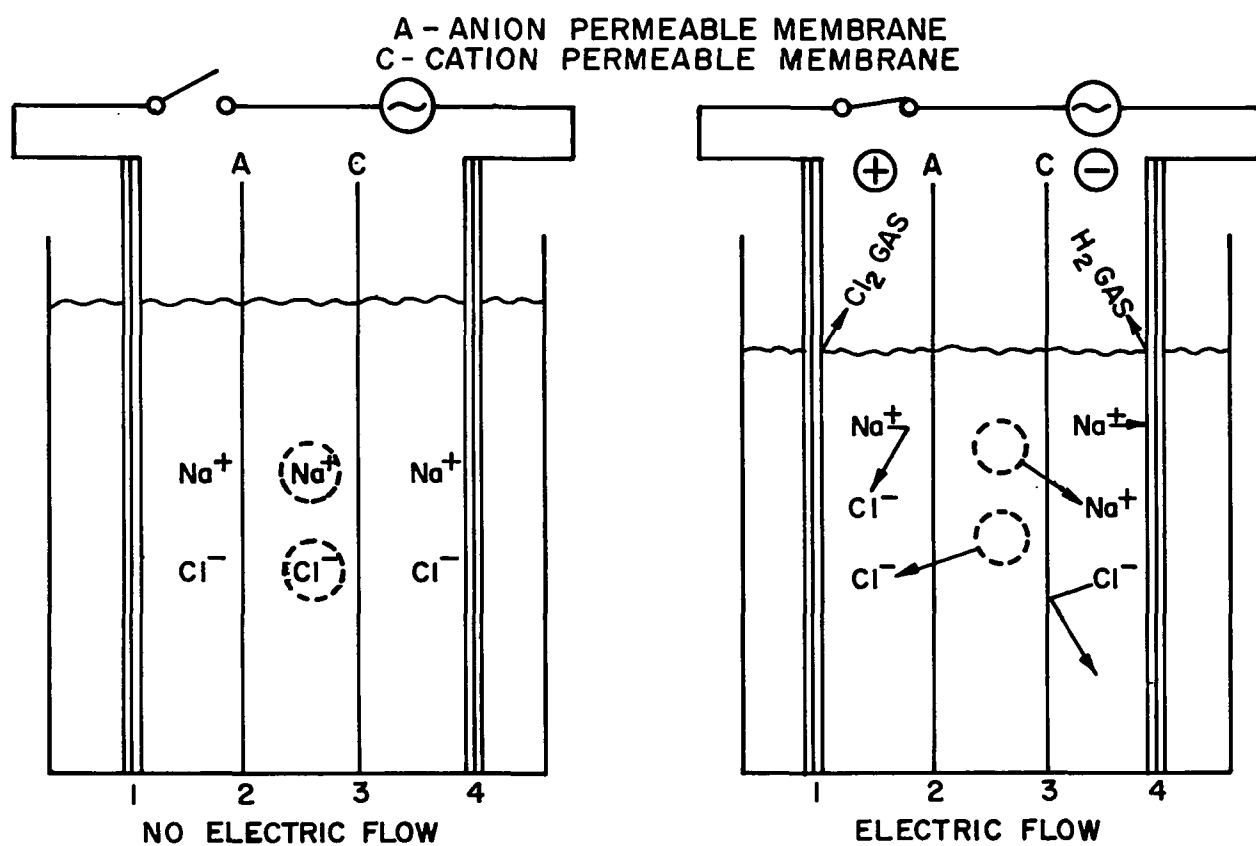 A - ANION PERMEABLE MEMBRANE
C - CATION PERMEABLE MEMBRANE
A C
Na⁺ Na⁺ Na⁺
Cl⁻ Cl⁻ Cl⁻
1 2 3 4
NO ELECTRIC FLOW
+ A C −
Cl₂ GAS
H₂ GAS
Na⁺ Na⁺
Cl⁻ Na⁺
Cl⁻ Cl⁻
1 2 3 4
ELECTRIC FLOW